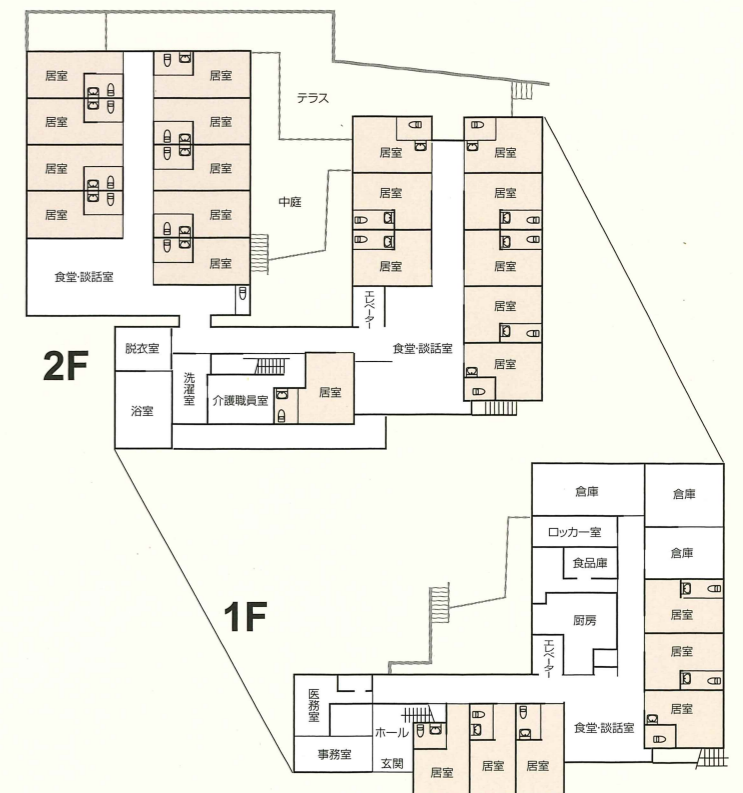 居室
居室
居室
居室
居室
居室
居室
居室
居室
食堂・談話室
テラス
中庭
居室
居室
居室
居室
居室
居室
居室
居室
エレベーター
食堂・談話室
2F
脱衣室
浴室
洗濯室
介護職員室
居室
1F
倉庫
倉庫
ロッカー室
食品庫
倉庫
厨房
エレベーター
居室
居室
居室
食堂・談話室
医務室
事務室
ホール
玄関
居室
居室
居室